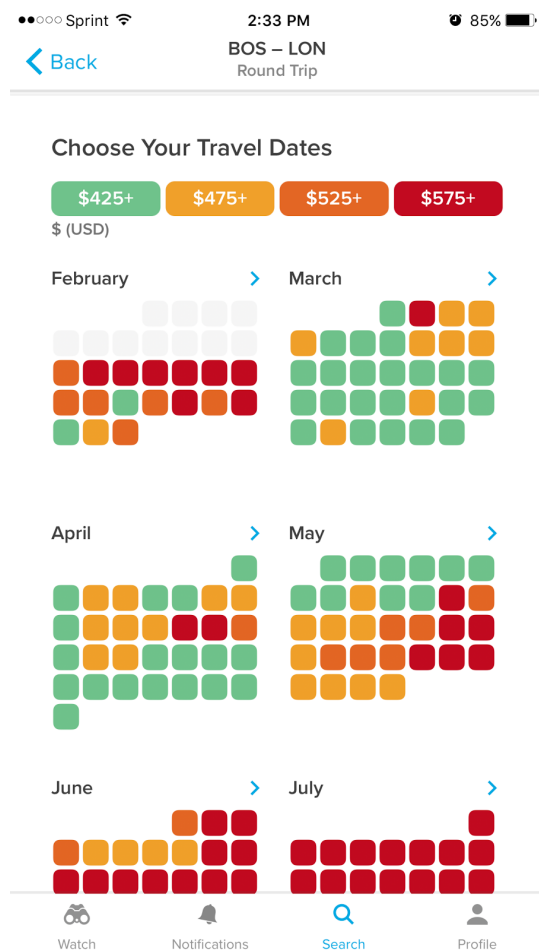 Sprint 2:33 PM 85%
Back BOS – LON
Round Trip
Choose Your Travel Dates
$425+ $475+ $525+ $575+
$ (USD)
February March
April May
June July
Watch Notifications Search Profile